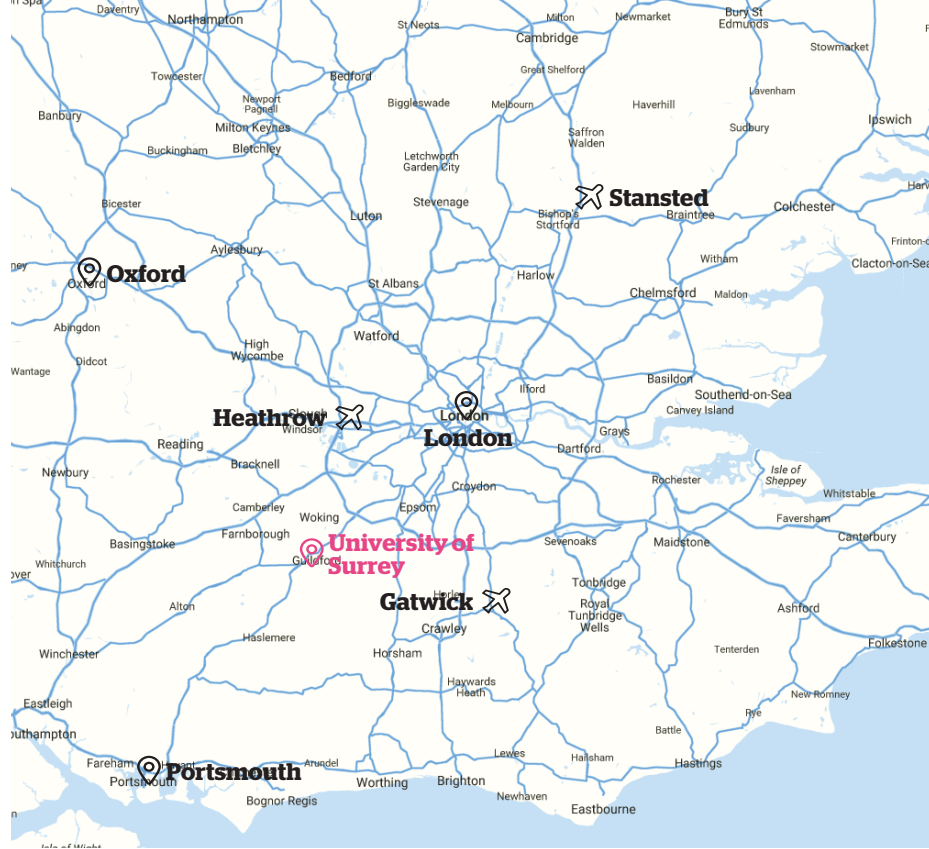 Daventry
Northampton
St Neots
Milton
Newmarket
Bury St
Edmunds
Cambridge
Stowmarket
Towcester
Bedford
Great Shelford
Lavenham
Banbury
Newport
Pagnell
Biggleswade
Melbourn
Haverhill
Ipswich
Milton Keynes
Saffron
Walden
Sudbury
Buckingham
Bletchley
Letchworth
Garden City
Stansted
Bicester
Stevenage
Luton
Bishop's
Stortford
Braintree
Colchester
Aylesbury
Witham
Clacton-on-Sea
Oxford
Oxford
St Albans
Harlow
Chelmsford
Maldon
Abingdon
Watford
High
Wycombe
Didcot
Wantage
Ilford
Basildon
Southend-on-Sea
Canvey Island
Heathrow
Slough
Windsor
London
London
Grays
Reading
Dartford
Newbury
Bracknell
Isle of
Sheppey
Rochester
Croydon
Whitstable
Camberley
Woking
Epsom
Faversham
Basingstoke
Farnborough
University of
Surrey
Guildford
Sevenoaks
Maidstone
Canterbury
Whitchurch
Tonbridge
Alton
Gatwick
Royal
Tunbridge
Wells
Ashford
Crawley
Haslemere
Winchester
Horsham
Tenterden
Folkestone
Haywards
Heath
New Romney
Eastleigh
Rye
Battle
Fareham
Portsmouth
Portsmouth
Arundel
Lewes
Hailsham
Hastings
Worthing
Brighton
Newhaven
Bognor Regis
Eastbourne
Isle of Wight